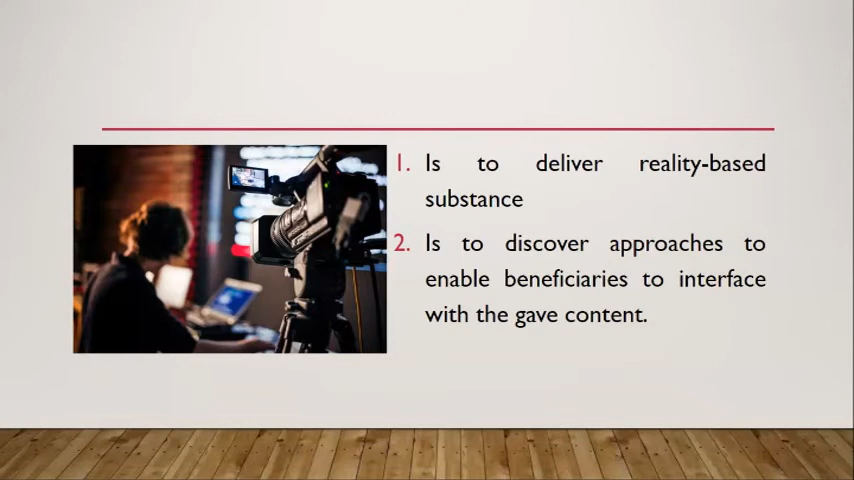 1. Is to deliver reality-based
substance
2. Is to discover approaches to
enable beneficiaries to interface
with the gave content.